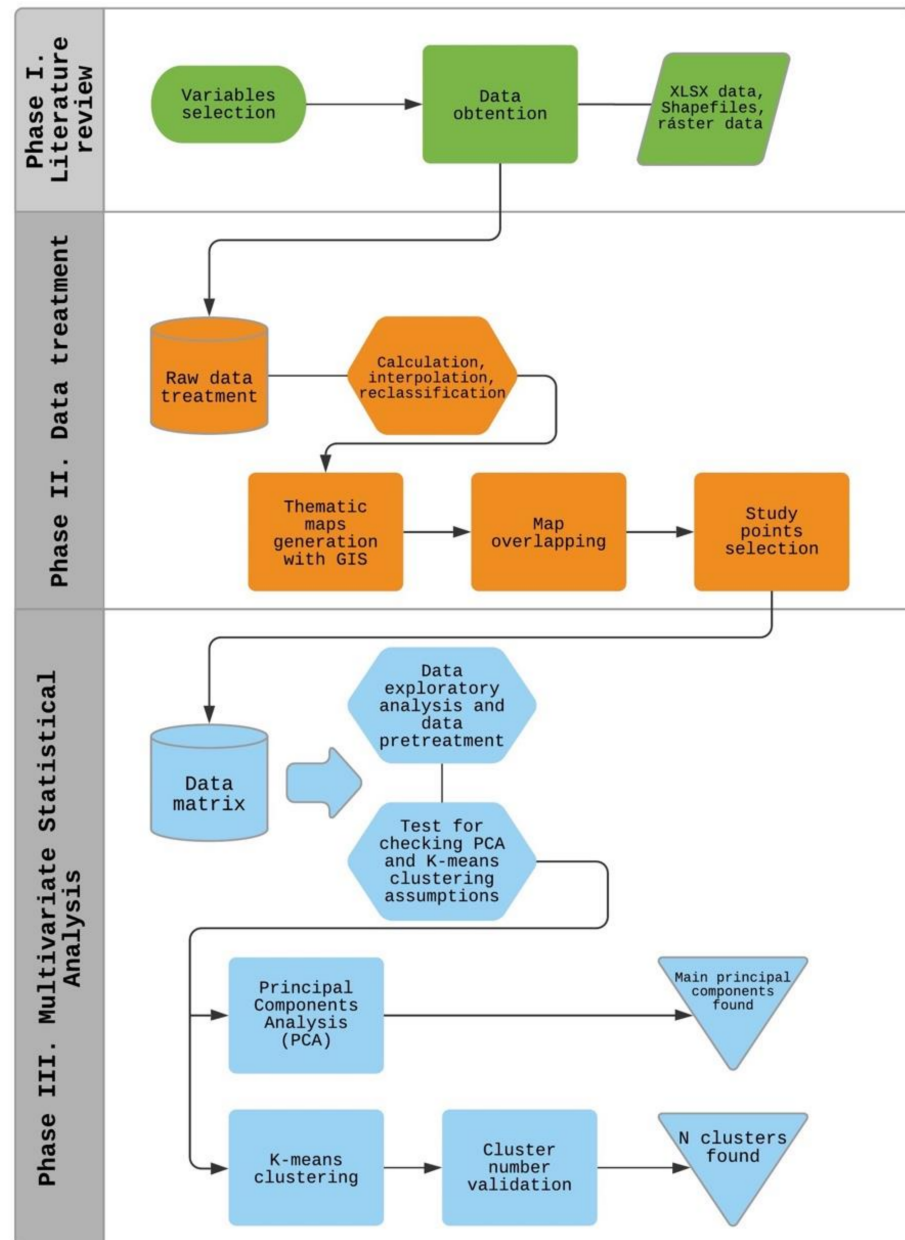 Phase I.
Literature
review
Variables
selection
Data
obtention
XLSX data,
Shapefiles,
ráster data
Phase II. Data treatment
Raw data
treatment
Calculation,
interpolation,
reclassification
Thematic
maps
generation
with GIS
Map
overlapping
Study
points
selection
Phase III. Multivariate Statistical
Analysis
Data
matrix
Data
exploratory
analysis and
data
pretreatment
Test for
checking PCA
and K-means
clustering
assumptions
Principal
Components
Analysis
(PCA)
Main principal
components
found
K-means
clustering
Cluster
number
validation
N clusters
found